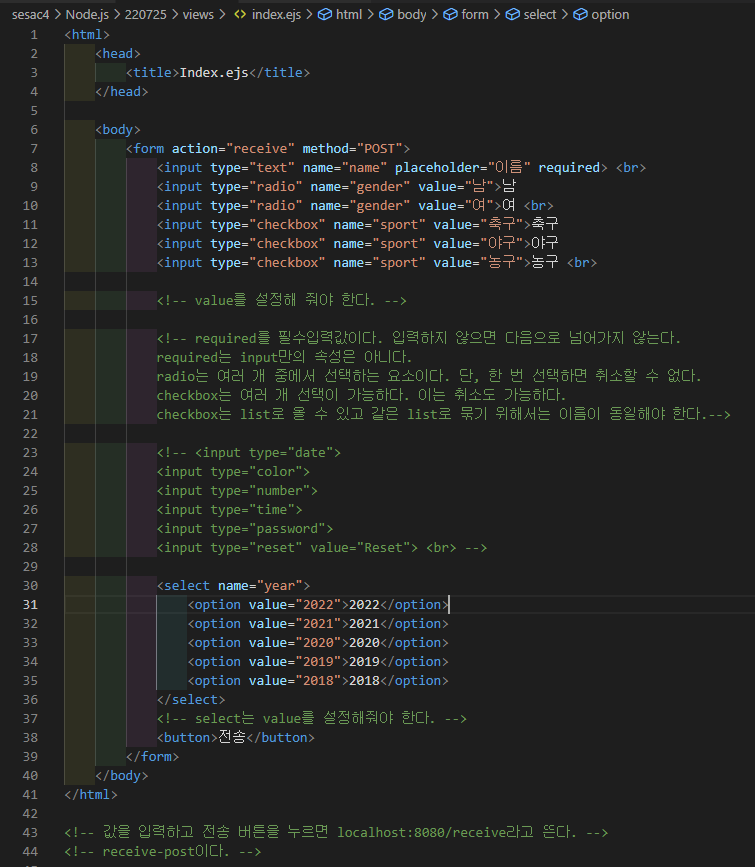 sesac4 > Node.js > 220725 > views > <> index.ejs > html > body > form > select > option
1 <html>
2 <head>
3 <title>Index.ejs</title>
4 </head>
5
6 <body>
7 <form action="receive" method="POST">
8 <input type="text" name="name" placeholder="이름" required> <br>
9 <input type="radio" name="gender" value="남">남
10 <input type="radio" name="gender" value="여">여 <br>
11 <input type="checkbox" name="sport" value="축구">축구
12 <input type="checkbox" name="sport" value="야구">야구
13 <input type="checkbox" name="sport" value="농구">농구 <br>
14
15 <!-- value를 설정해 줘야 한다. -->
16
17 <!-- required를 필수입력값이다. 입력하지 않으면 다음으로 넘어가지 않는다.
18 required는 input만의 속성은 아니다.
19 radio는 여러 개 중에서 선택하는 요소이다. 단, 한 번 선택하면 취소할 수 없다.
20 checkbox는 여러 개 선택이 가능하다. 이는 취소도 가능하다.
21 checkbox는 list로 올 수 있고 같은 list로 묶기 위해서는 이름이 동일해야 한다.-->
22
23 <!-- <input type="date">
24 <input type="color">
25 <input type="number">
26 <input type="time">
27 <input type="password">
28 <input type="reset" value="Reset"> <br> -->
29
30 <select name="year">
31 <option value="2022">2022</option>
32 <option value="2021">2021</option>
33 <option value="2020">2020</option>
34 <option value="2019">2019</option>
35 <option value="2018">2018</option>
36 </select>
37 <!-- select는 value를 설정해줘야 한다. -->
38 <button>전송</button>
39 </form>
40 </body>
41 </html>
42
43 <!-- 값을 입력하고 전송 버튼을 누르면 localhost:8080/receive라고 뜬다. -->
44 <!-- receive-post이다. -->